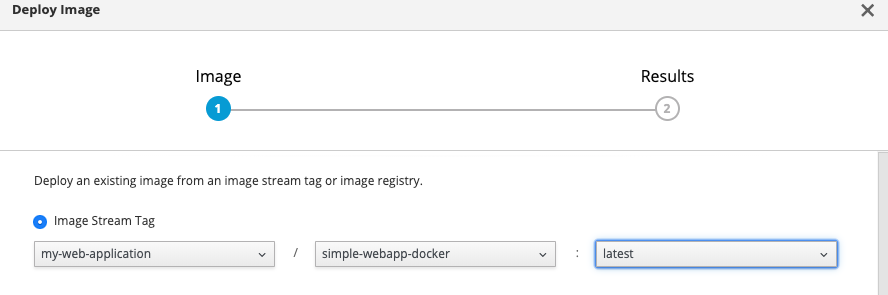 Deploy Image
Image Results
1 2
Deploy an existing image from an image stream tag or image registry.
Image Stream Tag
my-web-application / simple-webapp-docker : latest